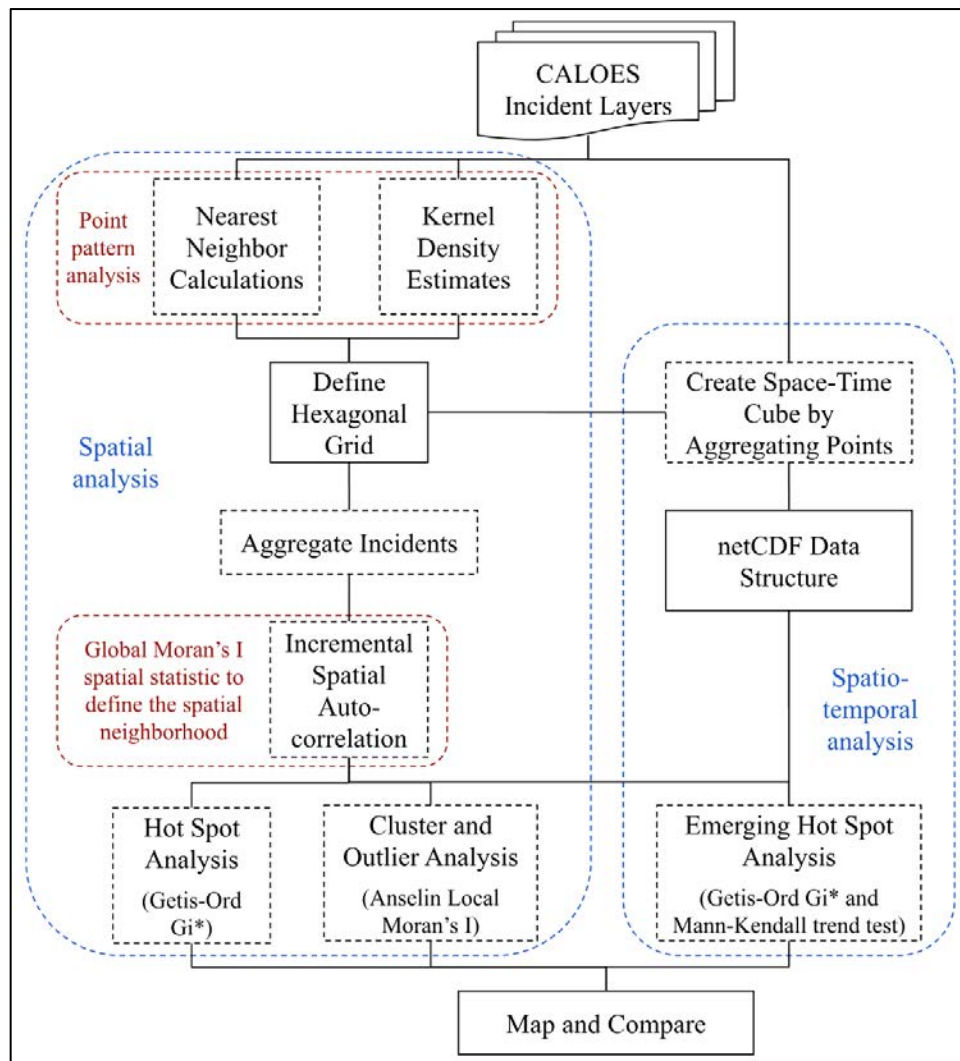 CALOES
Incident Layers
Point
pattern
analysis
Nearest
Neighbor
Calculations
Kernel
Density
Estimates
Define
Hexagonal
Grid
Create Space-Time
Cube by
Aggregating Points
Spatial
analysis
Aggregate Incidents
netCDF Data
Structure
Global Moran’s I
spatial statistic to
define the spatial
neighborhood
Incremental
Spatial
Auto-
correlation
Spatio-
temporal
analysis
Hot Spot
Analysis
(Getis-Ord
Gi*)
Cluster and
Outlier Analysis
(Anselin Local
Moran’s I)
Emerging Hot Spot
Analysis
(Getis-Ord Gi* and
Mann-Kendall trend test)
Map and Compare